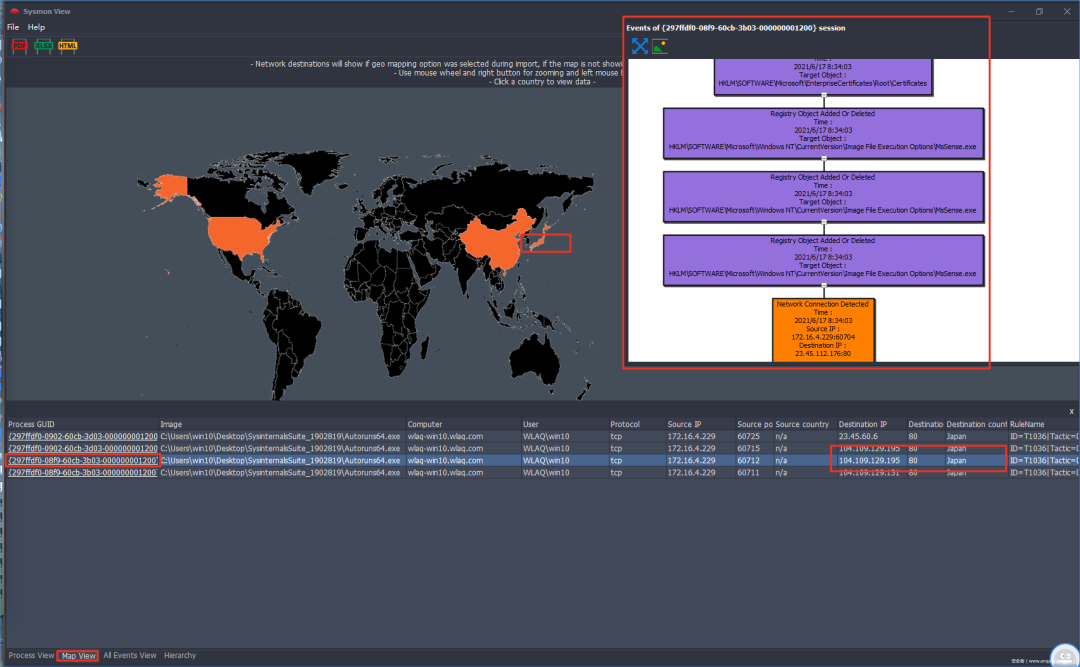 Sysmon View
File Help
PDF XLSX HTML
- Network destinations will show if geo mapping option was selected during import, if the map is not showi
- Use mouse wheel and right button for zooming and left mouse
- Click a country to view data -
Events of {297ffdf0-08f9-60cb-3b03-000000001200} session
Time :
2021/6/17 8:34:03
Target Object :
HKLM\SOFTWARE\Microsoft\EnterpriseCertificates\Root\Certificates
Registry Object Added Or Deleted
Time :
2021/6/17 8:34:03
Target Object :
HKLM\SOFTWARE\Microsoft\Windows NT\CurrentVersion\Image File Execution Options\MsSense.exe
Registry Object Added Or Deleted
Time :
2021/6/17 8:34:03
Target Object :
HKLM\SOFTWARE\Microsoft\Windows NT\CurrentVersion\Image File Execution Options\MsSense.exe
Registry Object Added Or Deleted
Time :
2021/6/17 8:34:03
Target Object :
HKLM\SOFTWARE\Microsoft\Windows NT\CurrentVersion\Image File Execution Options\MsSense.exe
Network Connection Detected
Time :
2021/6/17 8:34:03
Source IP :
172.16.4.229:60704
Destination IP :
23.45.112.176:80
x
Process GUID Image Computer User Protocol Source IP Source po Source country Destination IP Destinatio Destination count RuleName
{297ffdf0-0902-60cb-3d03-000000001200 C:\Users\win10\Desktop\SysinternalsSuite_1902819\Autoruns64.exe wlaq-win10.wlaq.com WLAQ\win10 tcp 172.16.4.229 60725 n/a 23.45.60.6 80 Japan ID=T1036|Tactic=D
{297ffdf0-0902-60cb-3d03-000000001200 C:\Users\win10\Desktop\SysinternalsSuite_1902819\Autoruns64.exe wlaq-win10.wlaq.com WLAQ\win10 tcp 172.16.4.229 60715 n/a 104.109.129.195 80 Japan ID=T1036|Tactic=D
{297ffdf0-08f9-60cb-3b03-000000001200} C:\Users\win10\Desktop\SysinternalsSuite_1902819\Autoruns64.exe wlaq-win10.wlaq.com WLAQ\win10 tcp 172.16.4.229 60712 n/a 104.109.129.195 80 Japan ID=T1036|Tactic=D
{297ffdf0-08f9-60cb-3b03-000000001200 C:\Users\win10\Desktop\SysinternalsSuite_1902819\Autoruns64.exe wlaq-win10.wlaq.com WLAQ\win10 tcp 172.16.4.229 60711 n/a 104.109.129.131 80 Japan ID=T1036|Tactic=D
Process View Map View All Events View Hierarchy